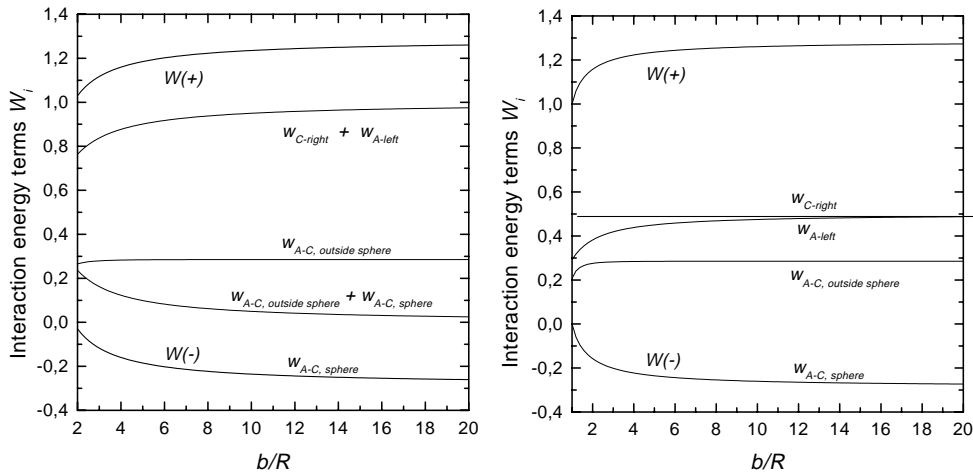 Interaction energy terms W_i
1,4
1,2
1,0
0,8
0,6
0,4
0,2
0,0
-0,2
-0,4
W(+)
w_C-right + w_A-left
w_A-C, outside sphere
w_A-C, outside sphere + w_A-C, sphere
W(-)
w_A-C, sphere
2 4 6 8 10 12 14 16 18 20
b/R
Interaction energy terms W_i
1,4
1,2
1,0
0,8
0,6
0,4
0,2
0,0
-0,2
-0,4
W(+)
w_C-right
w_A-left
w_A-C, outside sphere
W(-)
w_A-C, sphere
2 4 6 8 10 12 14 16 18 20
b/R